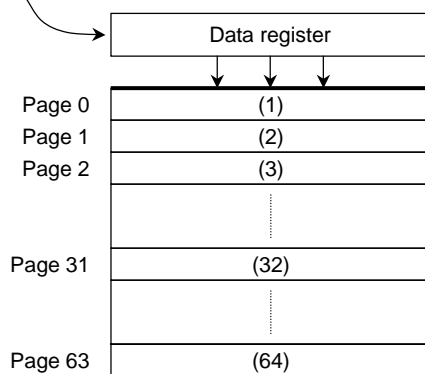 Data register
Page 0 (1)
Page 1 (2)
Page 2 (3)
Page 31 (32)
Page 63 (64)